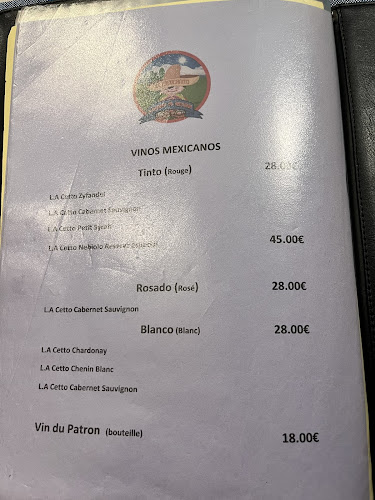 VINOS MEXICANOS
Tinto (Rouge) 28.00€
L.A Cetto Zyfandel
L.A Cetto Cabernet Sauvignon
L.A Cetto Petit Syrah
L.A Cetto Nebiolo 45.00€
Rosado (Rosé) 28.00€
L.A Cetto Cabernet Sauvignon
Blanco (Blanc) 28.00€
L.A Cetto Chardonay
L.A Cetto Chenin Blanc
L.A Cetto Cabernet Sauvignon
Vin du Patron (bouteille) 18.00€